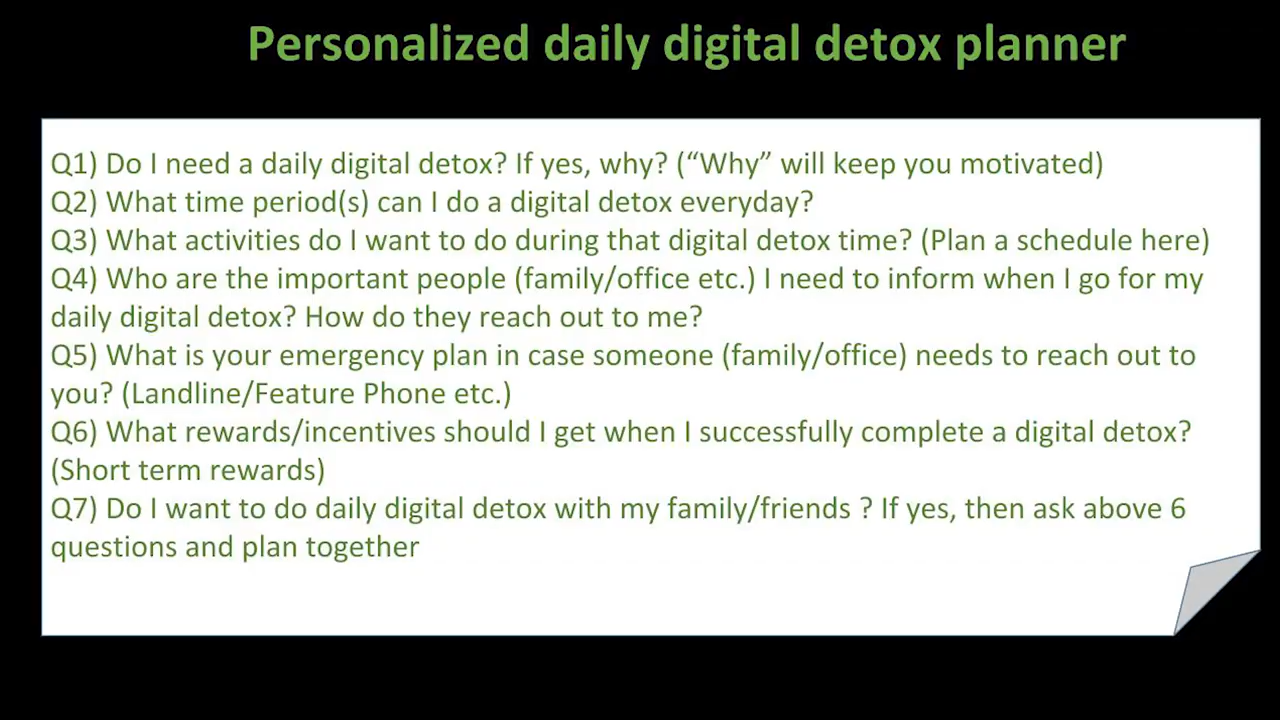 Personalized daily digital detox planner
Q1) Do I need a daily digital detox? If yes, why? (“Why” will keep you motivated)
Q2) What time period(s) can I do a digital detox everyday?
Q3) What activities do I want to do during that digital detox time? (Plan a schedule here)
Q4) Who are the important people (family/office etc.) I need to inform when I go for my
daily digital detox? How do they reach out to me?
Q5) What is your emergency plan in case someone (family/office) needs to reach out to
you? (Landline/Feature Phone etc.)
Q6) What rewards/incentives should I get when I successfully complete a digital detox?
(Short term rewards)
Q7) Do I want to do daily digital detox with my family/friends ? If yes, then ask above 6
questions and plan together